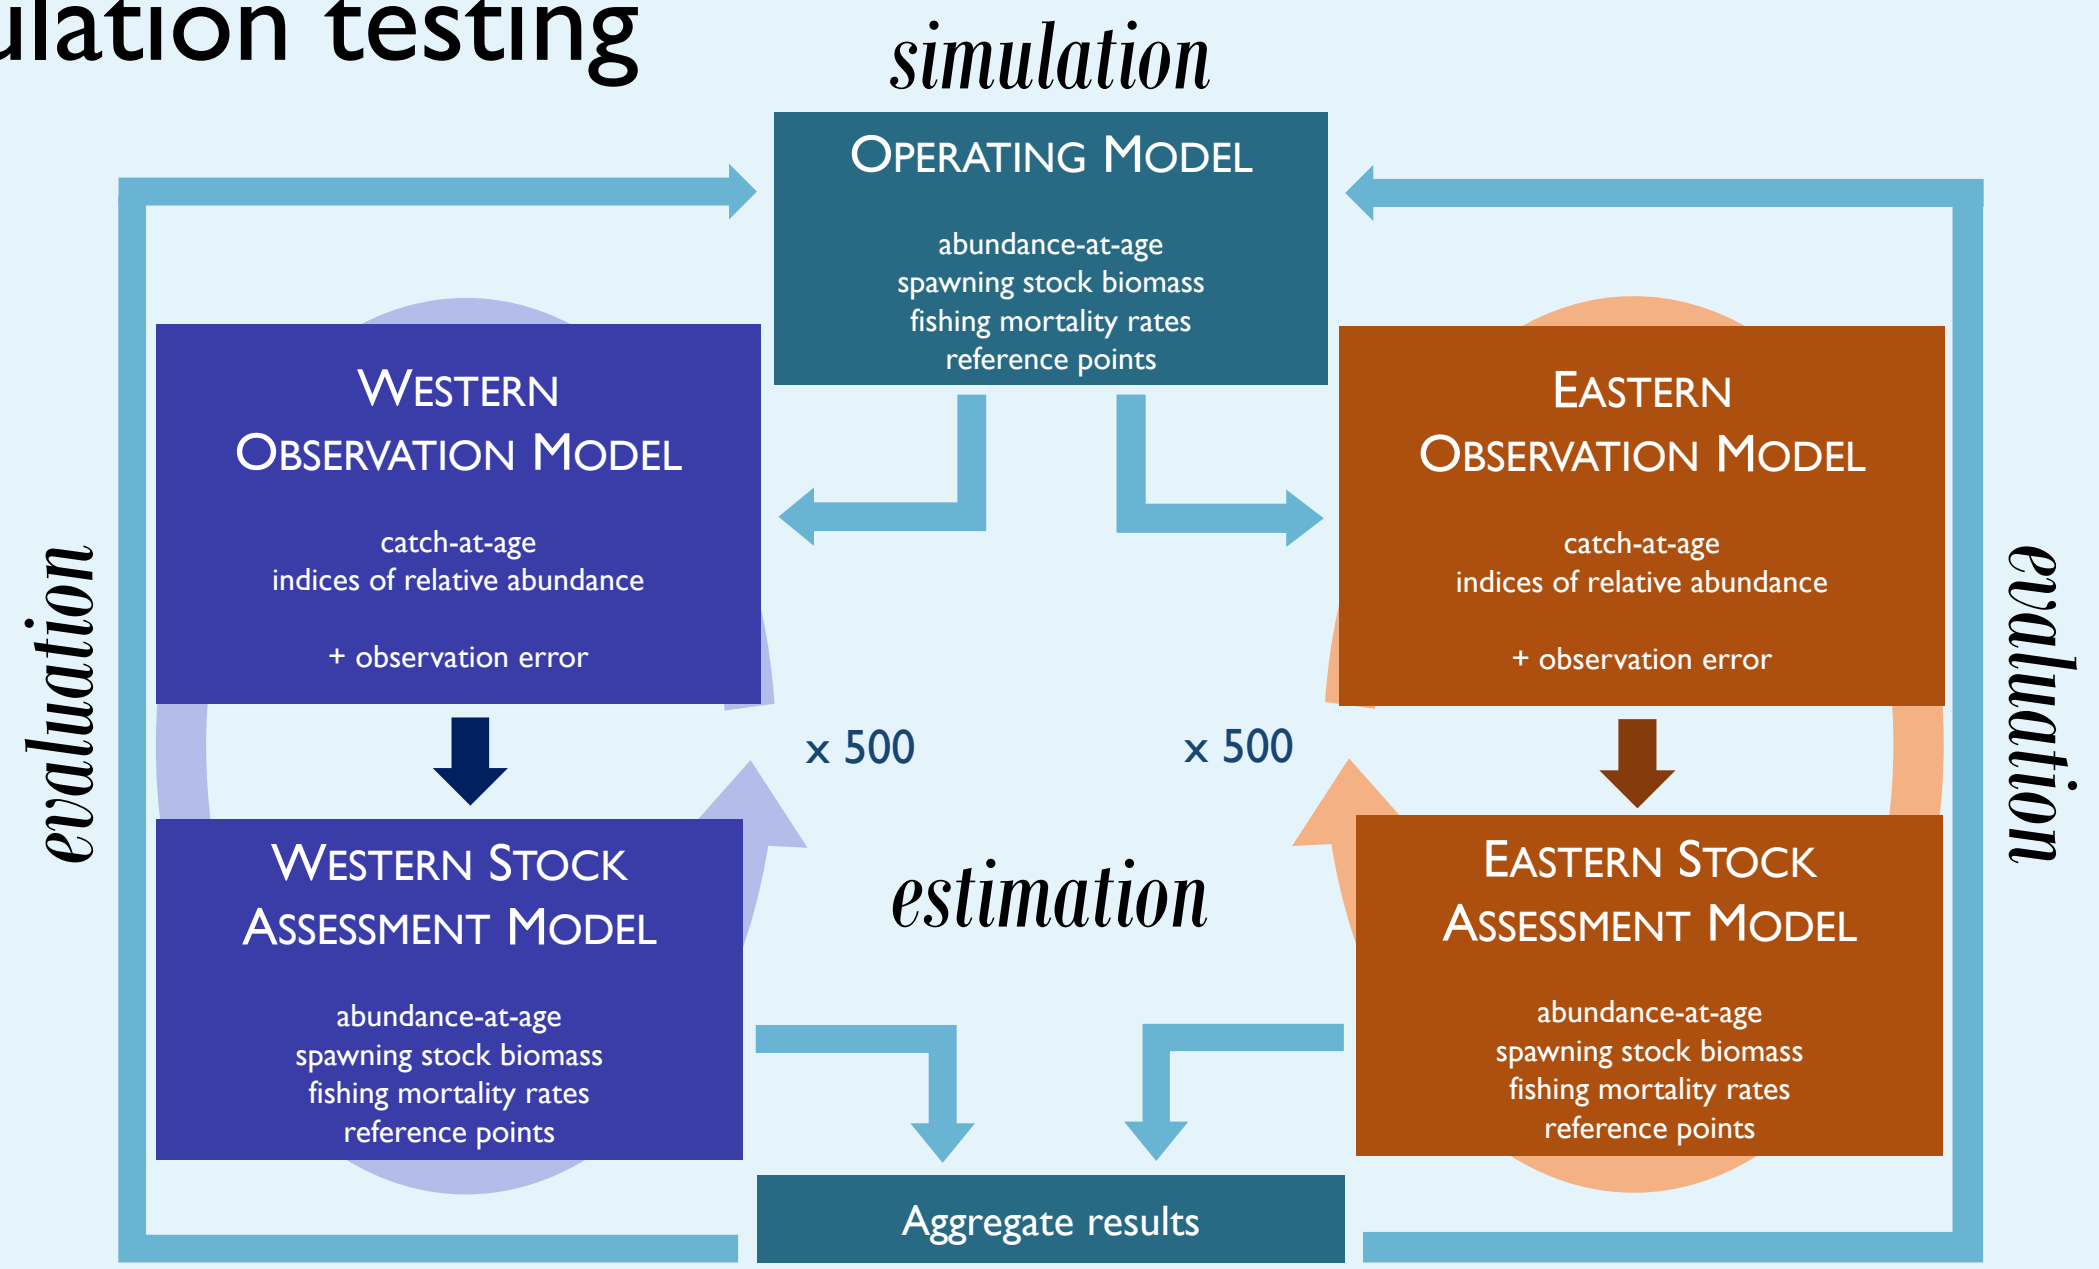 ulation testing
simulation
OPERATING MODEL
abundance-at-age
spawning stock biomass
fishing mortality rates
reference points
WESTERN
OBSERVATION MODEL
catch-at-age
indices of relative abundance
+ observation error
EASTERN
OBSERVATION MODEL
catch-at-age
indices of relative abundance
+ observation error
evaluation
evaluation
x 500
x 500
estimation
WESTERN STOCK
ASSESSMENT MODEL
abundance-at-age
spawning stock biomass
fishing mortality rates
reference points
EASTERN STOCK
ASSESSMENT MODEL
abundance-at-age
spawning stock biomass
fishing mortality rates
reference points
Aggregate results